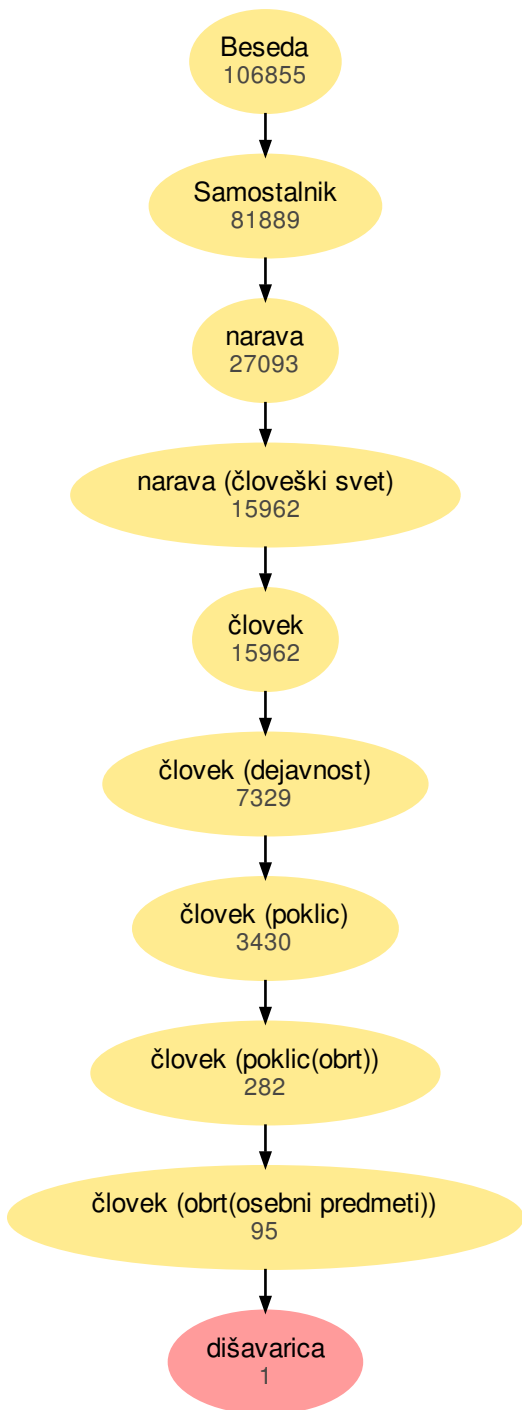 Beseda
106855
Samostalnik
81889
narava
27093
narava (človeški svet)
15962
človek
15962
človek (dejavnost)
7329
človek (poklic)
3430
človek (poklic(obrt))
282
človek (obrt(osebni predmeti))
95
dišavarica
1